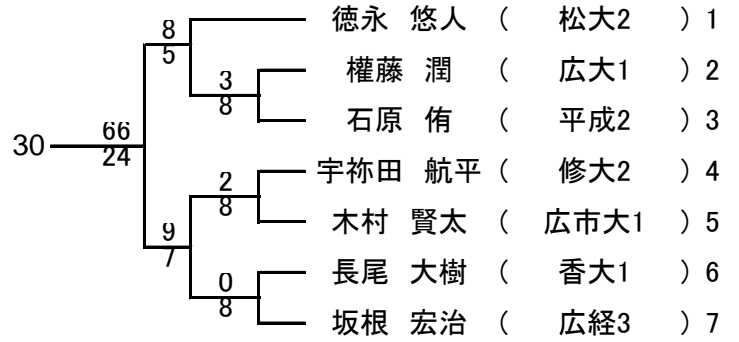 8 徳永 悠人 ( 松大2 ) 1
5
3 權藤 潤 ( 広大1 ) 2
8 石原 侑 ( 平成2 ) 3
66
30
24
2 宇祢田 航平 ( 修大2 ) 4
8 木村 賢太 ( 広市大1 ) 5
9
7
0 長尾 大樹 ( 香大1 ) 6
8 坂根 宏治 ( 広経3 ) 7